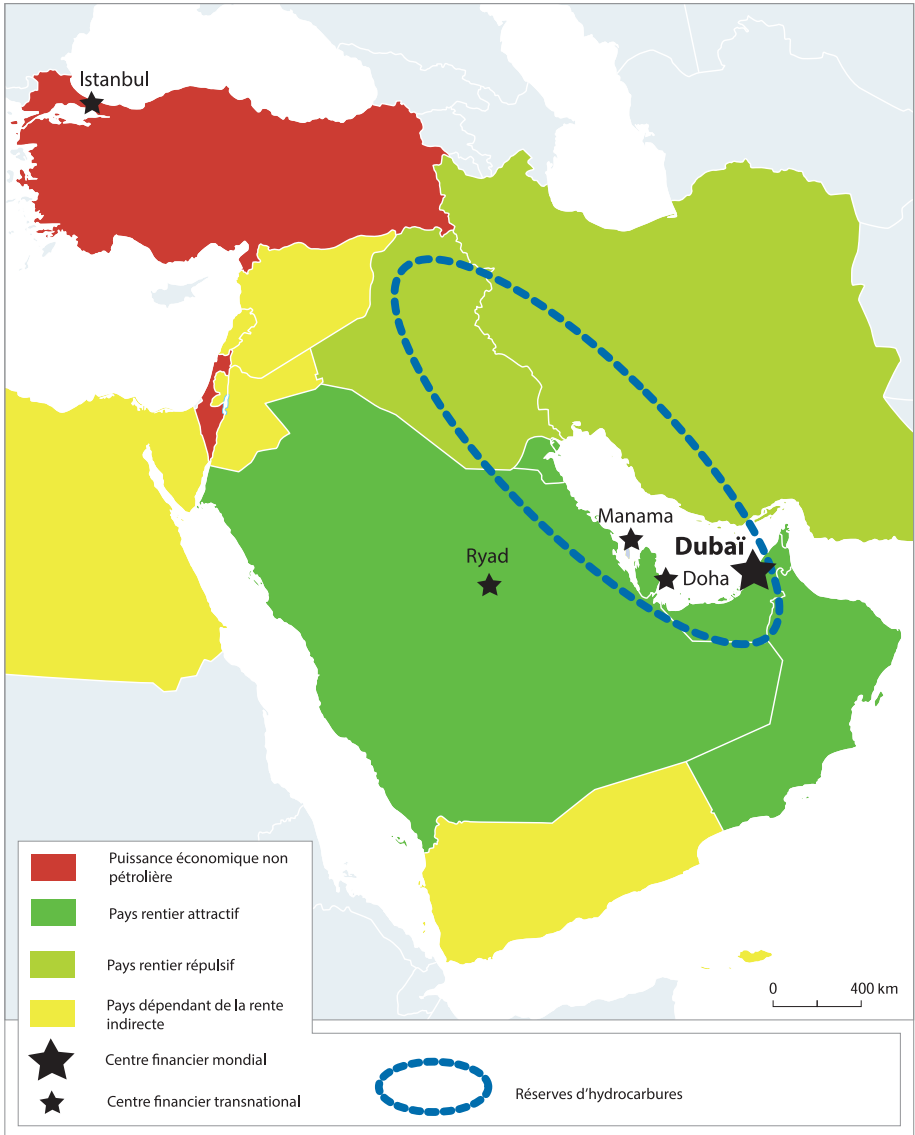 Istanbul
Manama
Dubaï
Ryad
Doha
0 400 km
Puissance économique non
pétrolière
Pays rentier attractif
Pays rentier répulsif
Pays dépendant de la rente
indirecte
Centre financier mondial
Centre financier transnational
Réserves d'hydrocarbures